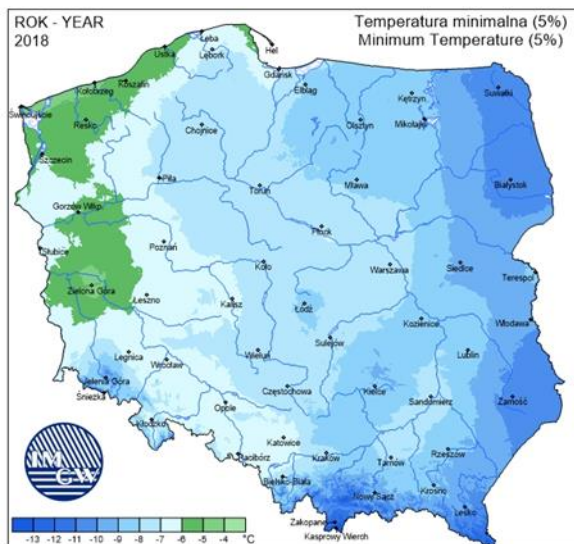 ROK - YEAR
2018
Temperatura minimalna (5%)
Minimum Temperature (5%)
Łeba
Hel
Ustka
Lębork
Gdańsk
Koszalin
Kołobrzeg
Elbląg
Suwałki
Kętrzyn
Świnoujście
Resko
Chojnice
Olsztyn
Mikołajki
Szczecin
Piła
Białystok
Mława
Toruń
Gorzów Wlkp.
Płock
Słubice
Poznań
Koło
Warszawa
Siedlce
Terespol
Zielona Góra
Leszno
Kalisz
Łódź
Kozienice
Włodawa
Sulejów
Legnica
Wrocław
Wieluń
Lublin
Jelenia Góra
Śnieżka
Częstochowa
Kielce
Sandomierz
Zamość
Opole
Kłodzko
Katowice
Racibórz
Kraków
Tarnów
Rzeszów
Bielsko-Biała
Nowy Sącz
Krosno
Lesko
Zakopane
Kasprowy Wierch
IM
GW
-13 -12 -11 -10 -9 -8 -7 -6 -5 -4 °C